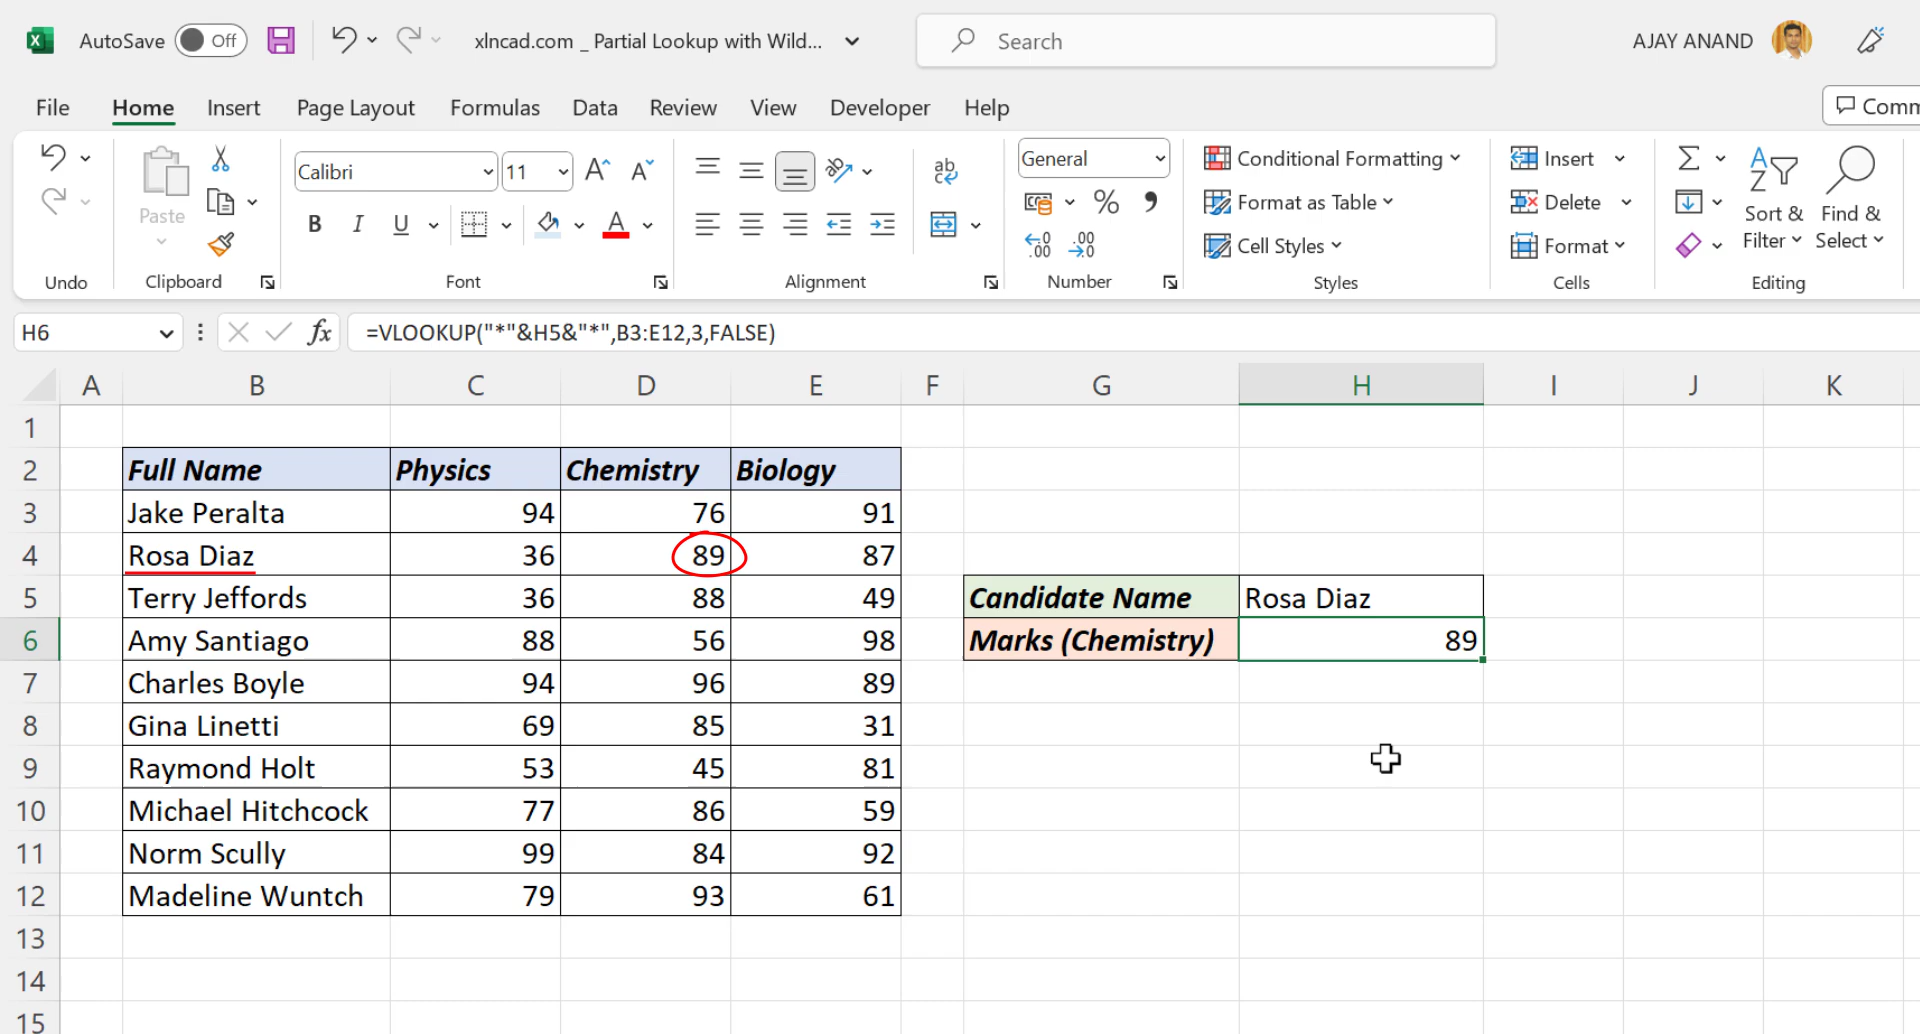 AutoSave Off xlncad.com _ Partial Lookup with Wild... Search AJAY ANAND
File Home Insert Page Layout Formulas Data Review View Developer Help
Calibri 11 General Conditional Formatting Insert
Paste Format as Table Delete Sort & Filter Find & Select
B I U A % Cell Styles Format
Undo Clipboard Font Alignment Number Styles Cells Editing
H6 fx =VLOOKUP("*"&H5&"*",B3:E12,3,FALSE)
A B C D E F G H I J K
1
2 Full Name Physics Chemistry Biology
3 Jake Peralta 94 76 91
4 Rosa Diaz 36 89 87
5 Terry Jeffords 36 88 49 Candidate Name Rosa Diaz
6 Amy Santiago 88 56 98 Marks (Chemistry) 89
7 Charles Boyle 94 96 89
8 Gina Linetti 69 85 31
9 Raymond Holt 53 45 81
10 Michael Hitchcock 77 86 59
11 Norm Scully 99 84 92
12 Madeline Wuntch 79 93 61
13
14
15